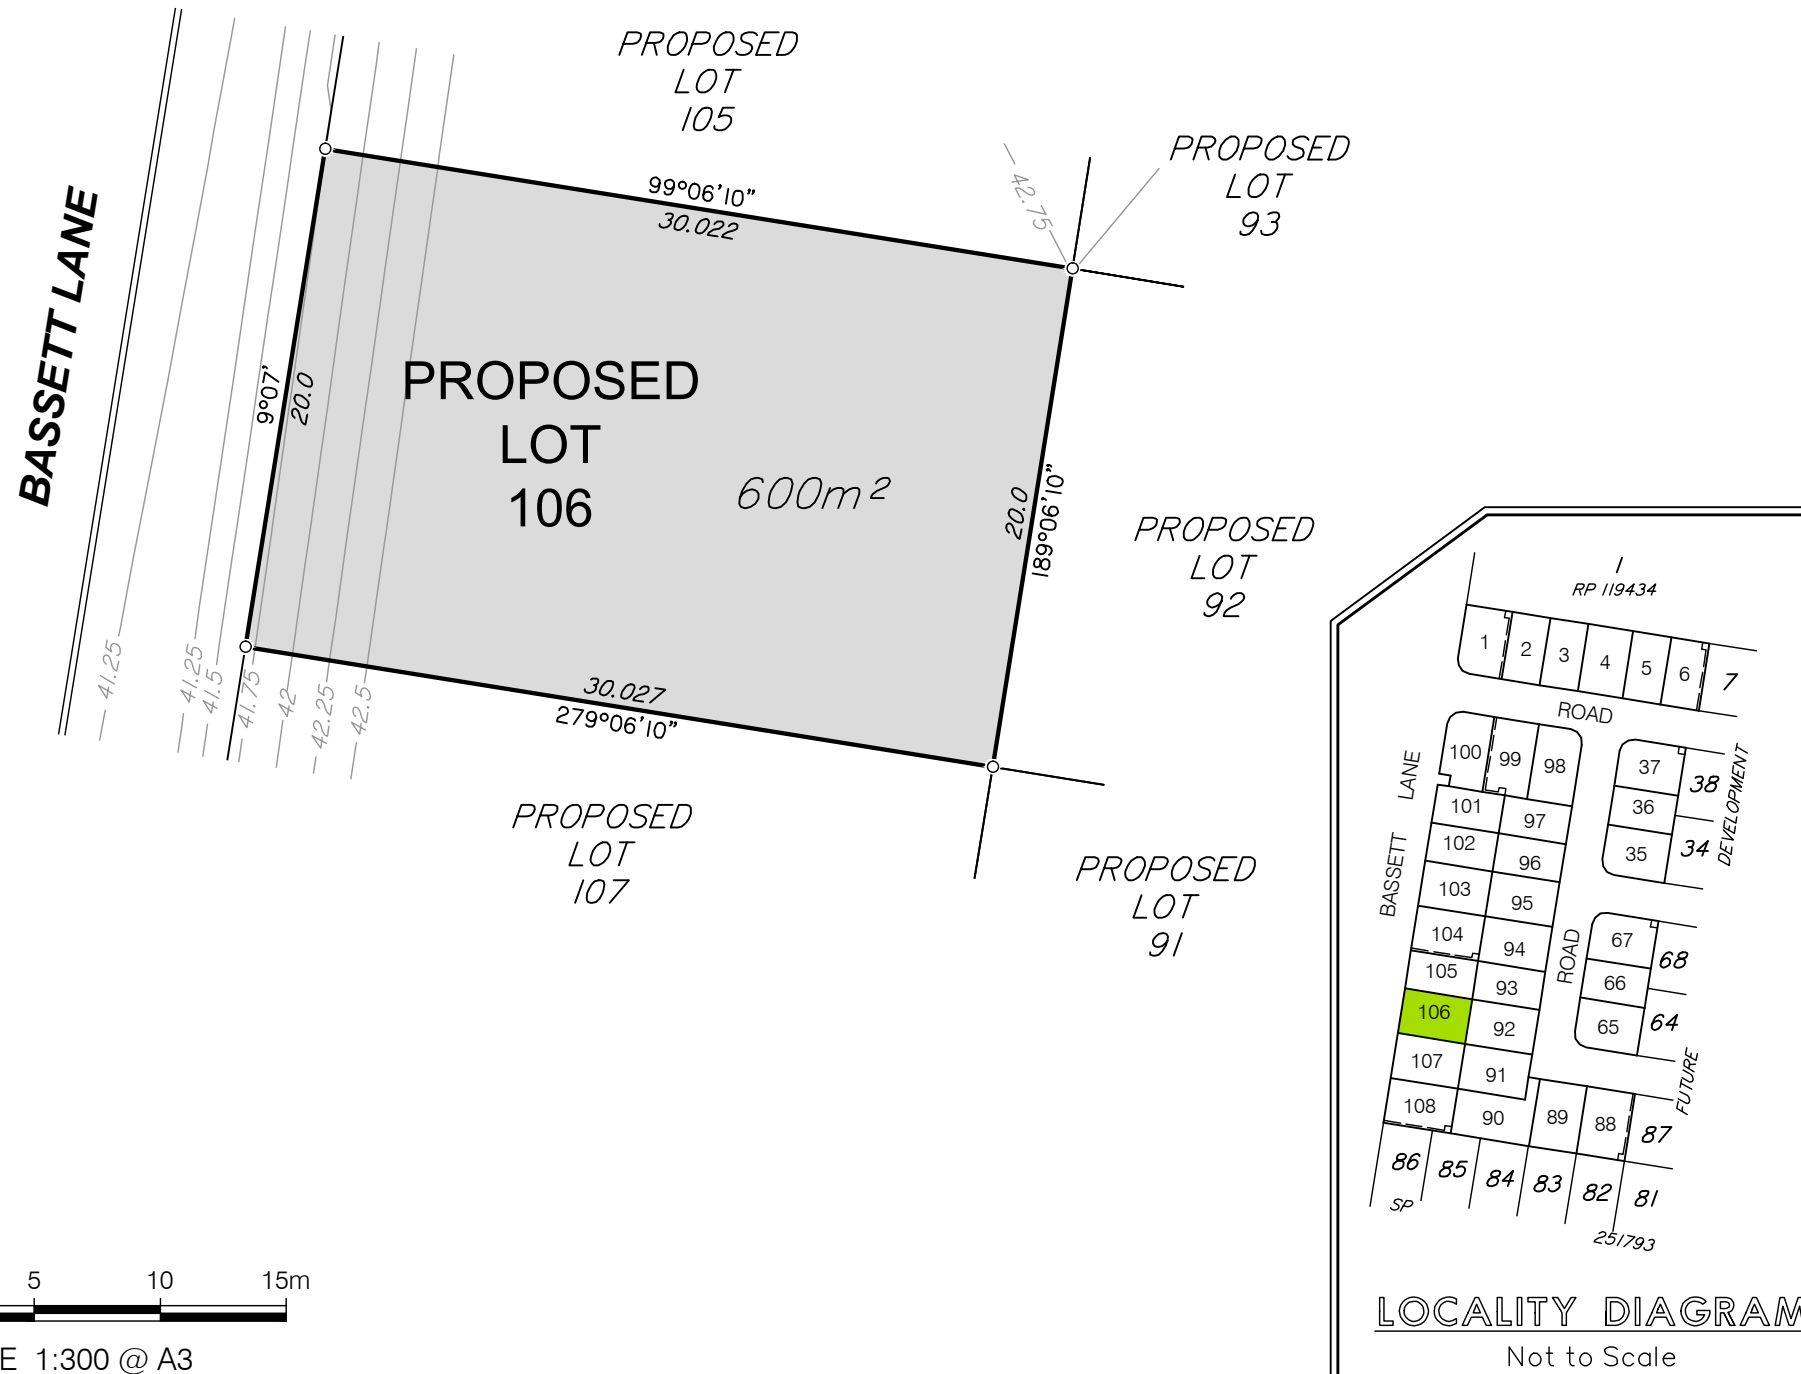 PROPOSED
LOT
105
PROPOSED
LOT
93
42.75
99°06'10"
30.022
BASSETT LANE
9°07'
20.0
PROPOSED
LOT
106
600m²
20.0
189°06'10"
PROPOSED
LOT
92
41.25
41.25
41.5
41.75
42
42.25
42.5
30.027
279°06'10"
PROPOSED
LOT
107
PROPOSED
LOT
91
1
RP 119434
1
2
3
4
5
6
7
ROAD
100
99
98
37
38
101
97
36
102
96
35
34
103
95
104
94
67
68
105
93
66
106
92
65
64
107
91
108
90
89
88
87
86
85
84
83
82
81
SP
251793
BASSETT LANE
ROAD
DEVELOPMENT
FUTURE
LOCALITY DIAGRAM
Not to Scale
5 10 15m
E 1:300 @ A3